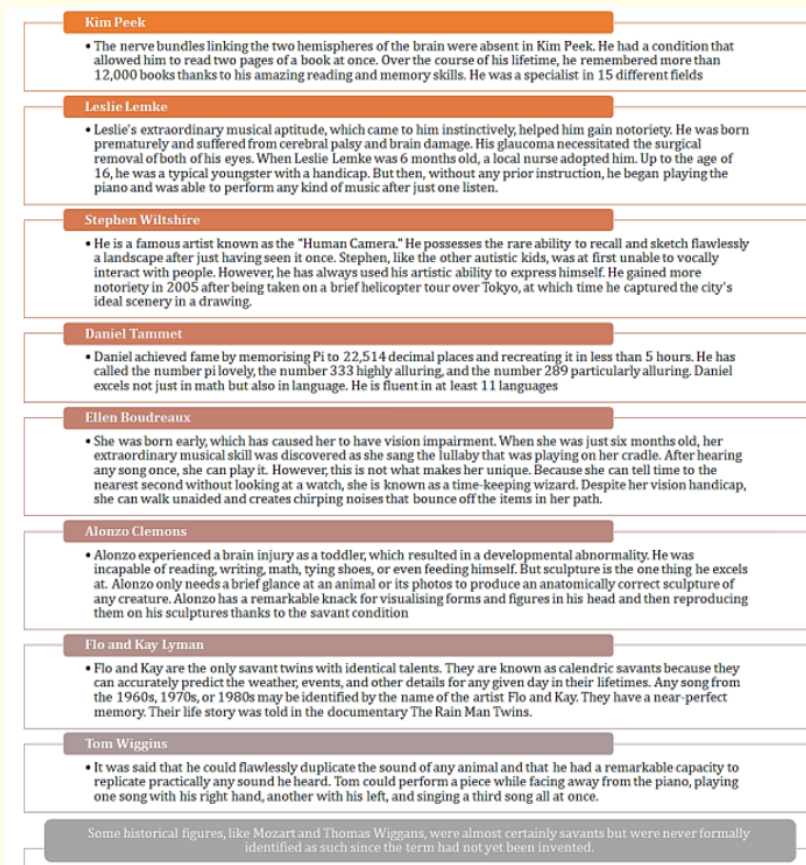 Kim Peek
• The nerve bundles linking the two hemispheres of the brain were absent in Kim Peek. He had a condition that
allowed him to read two pages of a book at once. Over the course of his lifetime, he remembered more than
12,000 books thanks to his amazing reading and memory skills. He was a specialist in 15 different fields
Leslie Lemke
• Leslie's extraordinary musical aptitude, which came to him instinctively, helped him gain notoriety. He was born
prematurely and suffered from cerebral palsy and brain damage. His glaucoma necessitated the surgical
removal of both of his eyes. When Leslie Lemke was 6 months old, a local nurse adopted him. Up to the age of
16, he was a typical youngster with a handicap. But then, without any prior instruction, he began playing the
piano and was able to perform any kind of music after just one listen.
Stephen Wiltshire
• He is a famous artist known as the "Human Camera." He possesses the rare ability to recall and sketch flawlessly
a landscape after just having seen it once. Stephen, like the other autistic kids, was at first unable to vocally
interact with people. However, he has always used his artistic ability to express himself. He gained more
notoriety in 2005 after being taken on a brief helicopter tour over Tokyo, at which time he captured the city's
ideal scenery in a drawing.
Daniel Tammet
• Daniel achieved fame by memorising Pi to 22,514 decimal places and recreating it in less than 5 hours. He has
called the number pi lovely, the number 333 highly alluring, and the number 289 particularly alluring. Daniel
excels not just in math but also in language. He is fluent in at least 11 languages
Ellen Boudreaux
• She was born early, which has caused her to have vision impairment. When she was just six months old, her
extraordinary musical skill was discovered as she sang the lullaby that was playing on her cradle. After hearing
any song once, she can play it. However, this is not what makes her unique. Because she can tell time to the
nearest second without looking at a watch, she is known as a time-keeping wizard. Despite her vision handicap,
she can walk unaided and creates chirping noises that bounce off the items in her path.
Alonzo Clemons
• Alonzo experienced a brain injury as a toddler, which resulted in a developmental abnormality. He was
incapable of reading, writing, math, tying shoes, or even feeding himself. But sculpture is the one thing he excels
at. Alonzo only needs a brief glance at an animal or its photos to produce an anatomically correct sculpture of
any creature. Alonzo has a remarkable knack for visualising forms and figures in his head and then reproducing
them on his sculptures thanks to the savant condition
Flo and Kay Lyman
• Flo and Kay are the only savant twins with identical talents. They are known as calendric savants because they
can accurately predict the weather, events, and other details for any given day in their lifetimes. Any song from
the 1960s, 1970s, or 1980s may be identified by the name of the artist Flo and Kay. They have a near-perfect
memory. Their life story was told in the documentary The Rain Man Twins.
Tom Wiggins
• It was said that he could flawlessly duplicate the sound of any animal and that he had a remarkable capacity to
replicate practically any sound he heard. Tom could perform a piece while facing away from the piano, playing
one song with his right hand, another with his left, and singing a third song all at once.
Some historical figures, like Mozart and Thomas Wiggans, were almost certainly savants but were never formally
identified as such since the term had not yet been invented.